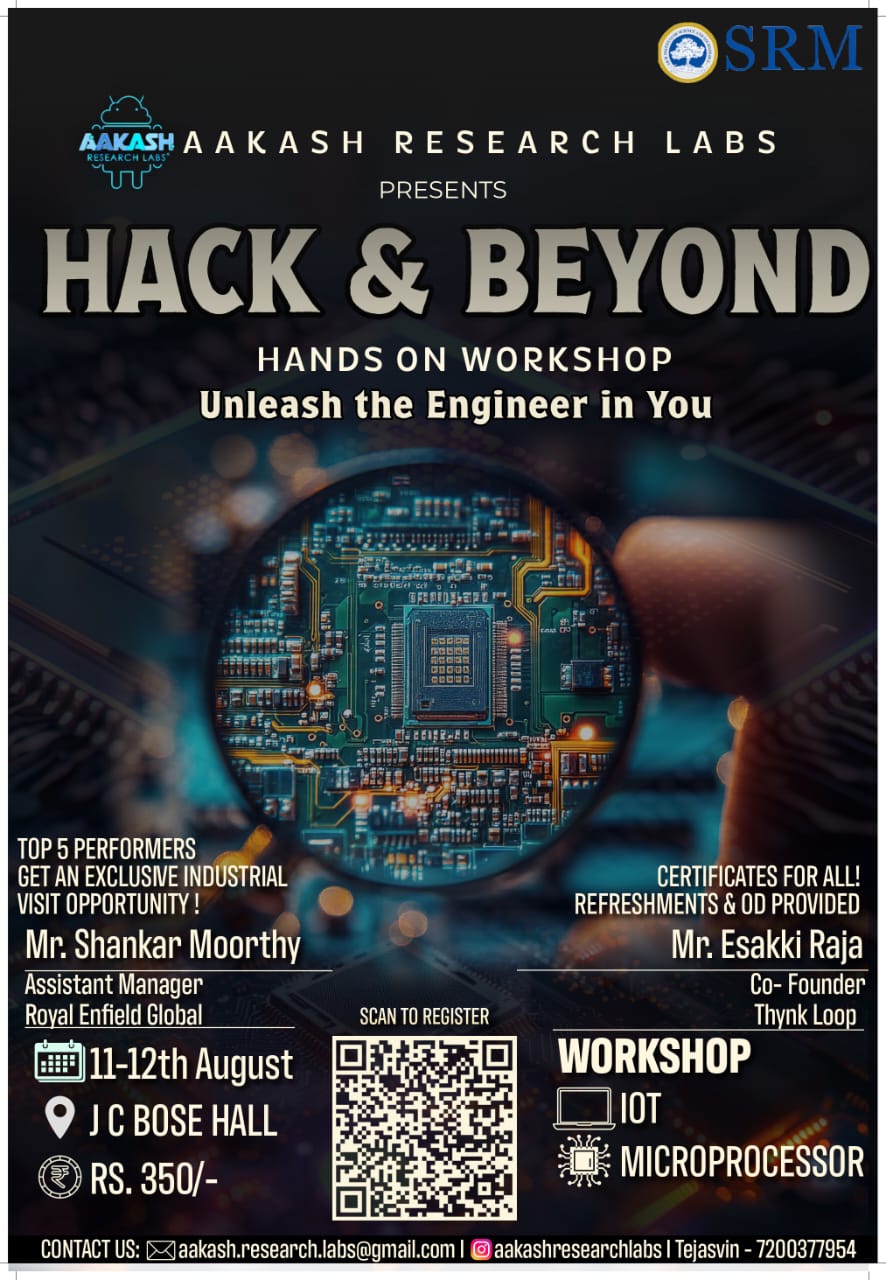 SRM
AAKASH
RESEARCH LABS
AAKASH RESEARCH LABS
PRESENTS
HACK & BEYOND
HANDS ON WORKSHOP
Unleash the Engineer in You
TOP 5 PERFORMERS
GET AN EXCLUSIVE INDUSTRIAL
VISIT OPPORTUNITY !
CERTIFICATES FOR ALL!
REFRESHMENTS & OD PROVIDED
Mr. Shankar Moorthy
Assistant Manager
Royal Enfield Global
Mr. Esakki Raja
Co- Founder
Thynk Loop
11-12th August
J C BOSE HALL
RS. 350/-
SCAN TO REGISTER
WORKSHOP
IOT
MICROPROCESSOR
CONTACT US: aakash.research.labs@gmail.com | aakashresearchlabs | Tejasvin - 7200377954